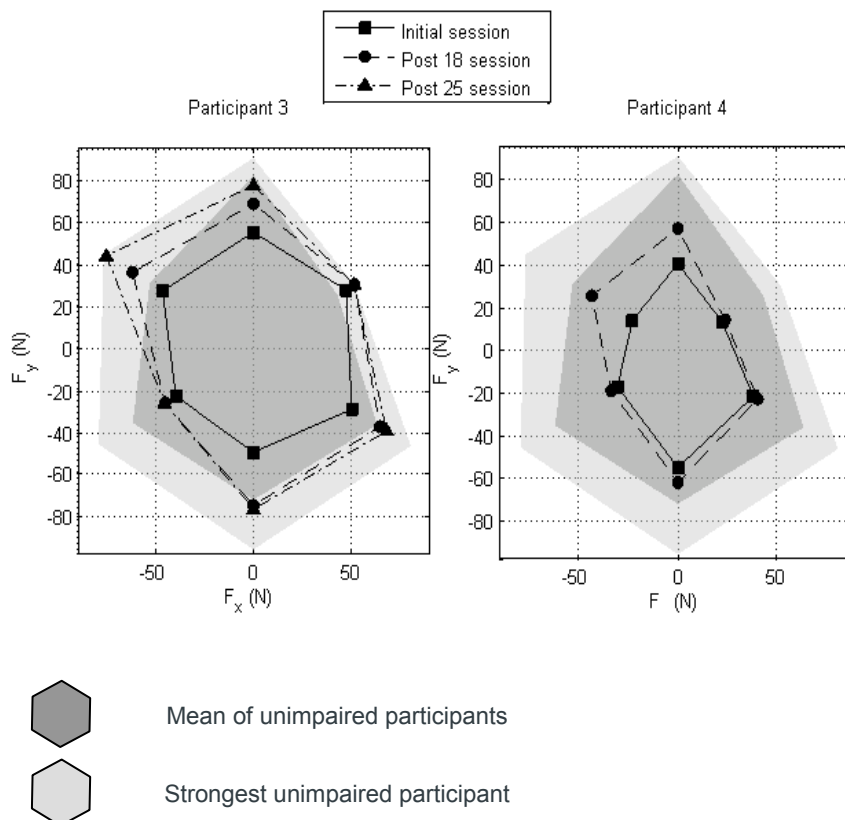 Initial session
Post 18 session
Post 25 session
Participant 3
Participant 4
80
60
40
20
0
-20
-40
-60
-80
F_y (N)
-50
0
50
F_x (N)
80
60
40
20
0
-20
-40
-60
-80
F_y (N)
-50
0
50
F (N)
Mean of unimpaired participants
Strongest unimpaired participant